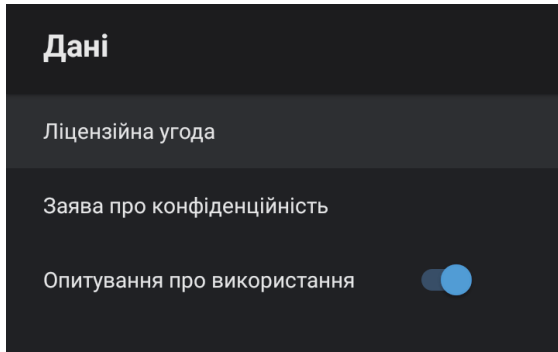 Дані
Ліцензійна угода
Заява про конфіденційність
Опитування про використання